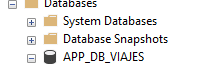 Databases
System Databases
Database Snapshots
APP_DB_VIAJES